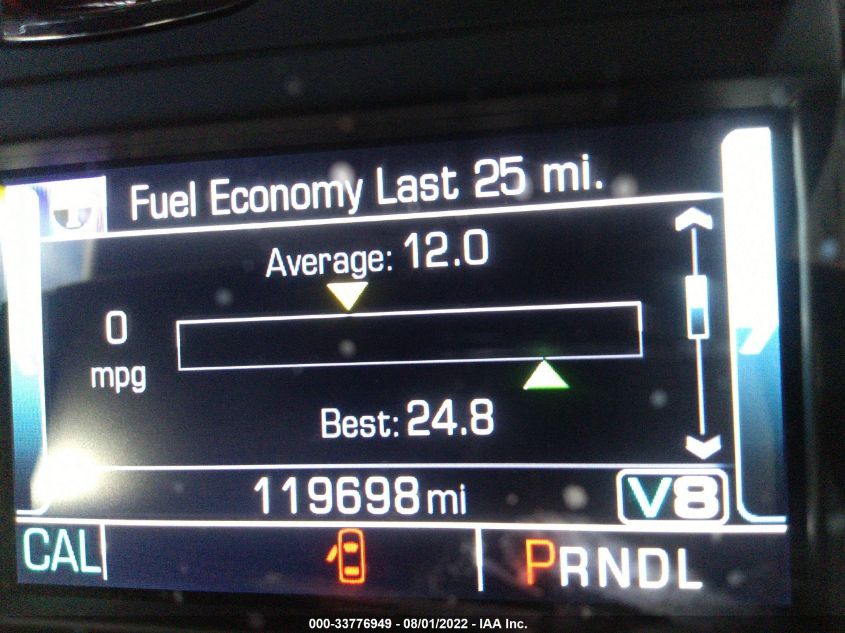 Fuel Economy Last 25 mi.
Average: 12.0
0
mpg
Best: 24.8
119698 mi
V8
CAL
PRNDL
000-33776949 - 08/01/2022 - IAA Inc.